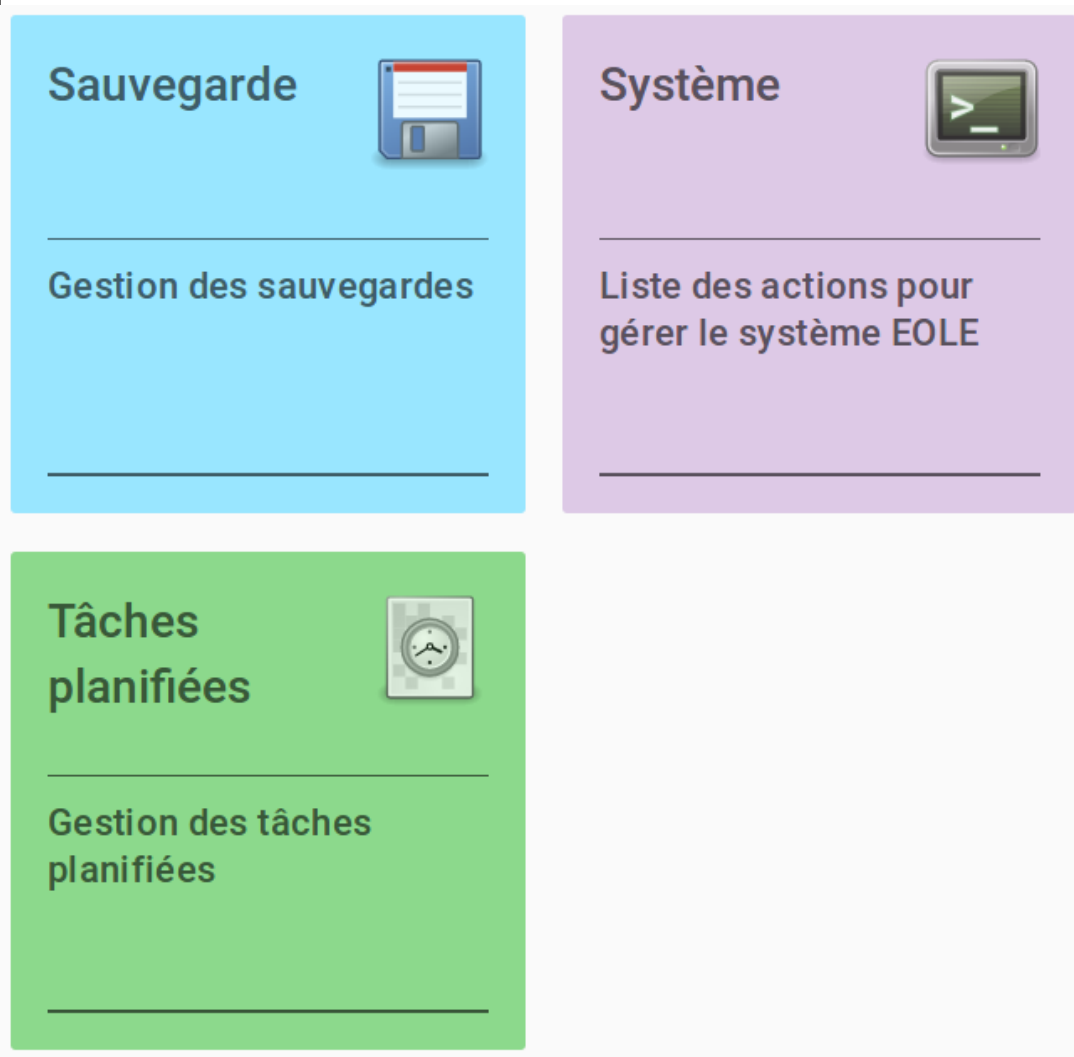 Sauvegarde
Gestion des sauvegardes
Système
>_
Liste des actions pour
gérer le système EOLE
Tâches
planifiées
Gestion des tâches
planifiées